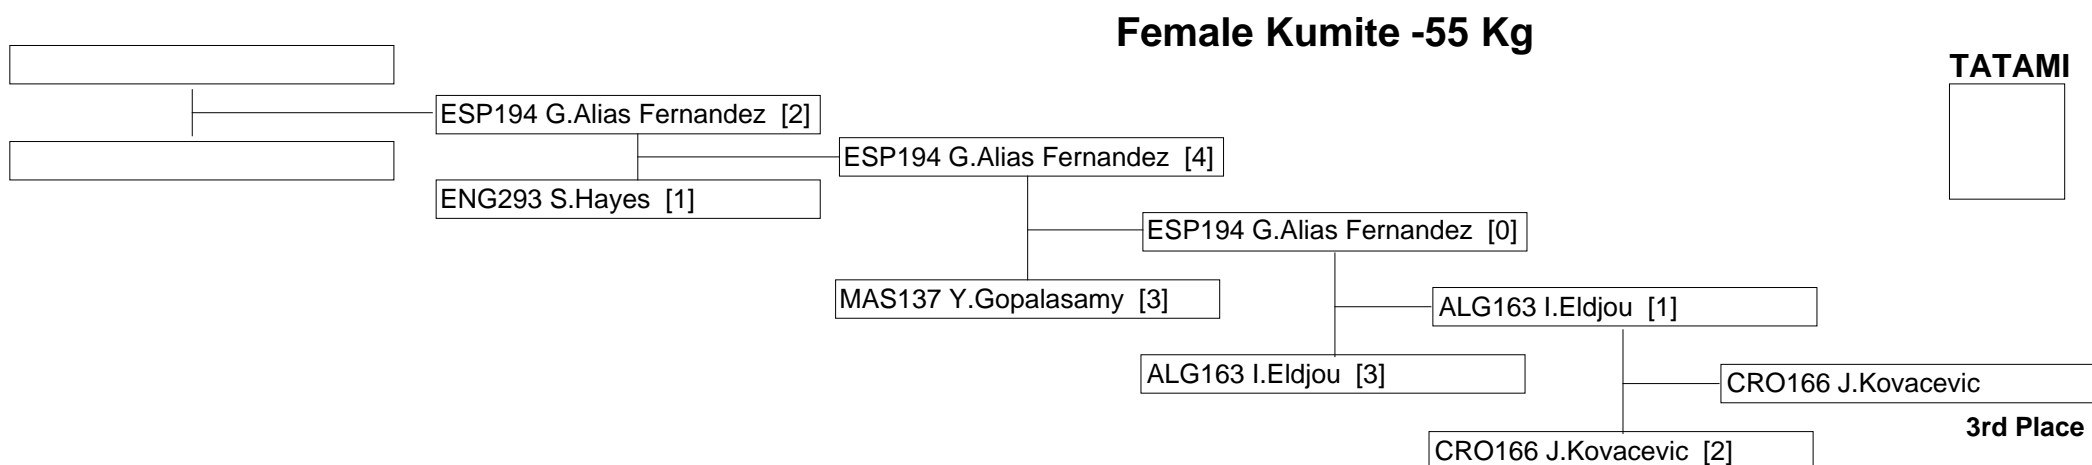 Female Kumite -55 Kg
TATAMI
ESP194 G.Alias Fernandez [2]
ESP194 G.Alias Fernandez [4]
ENG293 S.Hayes [1]
ESP194 G.Alias Fernandez [0]
MAS137 Y.Gopalasamy [3]
ALG163 I.Eldjou [1]
ALG163 I.Eldjou [3]
CRO166 J.Kovacevic
3rd Place
CRO166 J.Kovacevic [2]